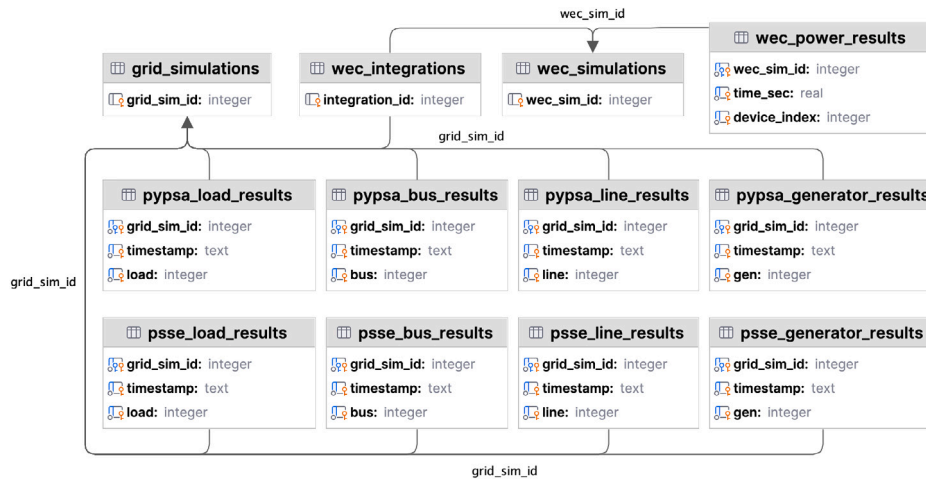 wec_sim_id
grid_simulations
grid_sim_id: integer
wec_integrations
integration_id: integer
wec_simulations
wec_sim_id: integer
wec_power_results
wec_sim_id: integer
time_sec: real
device_index: integer
grid_sim_id
pypsa_load_results
grid_sim_id: integer
timestamp: text
load: integer
pypsa_bus_results
grid_sim_id: integer
timestamp: text
bus: integer
pypsa_line_results
grid_sim_id: integer
timestamp: text
line: integer
pypsa_generator_results
grid_sim_id: integer
timestamp: text
gen: integer
grid_sim_id
psse_load_results
grid_sim_id: integer
timestamp: text
load: integer
psse_bus_results
grid_sim_id: integer
timestamp: text
bus: integer
psse_line_results
grid_sim_id: integer
timestamp: text
line: integer
psse_generator_results
grid_sim_id: integer
timestamp: text
gen: integer
grid_sim_id